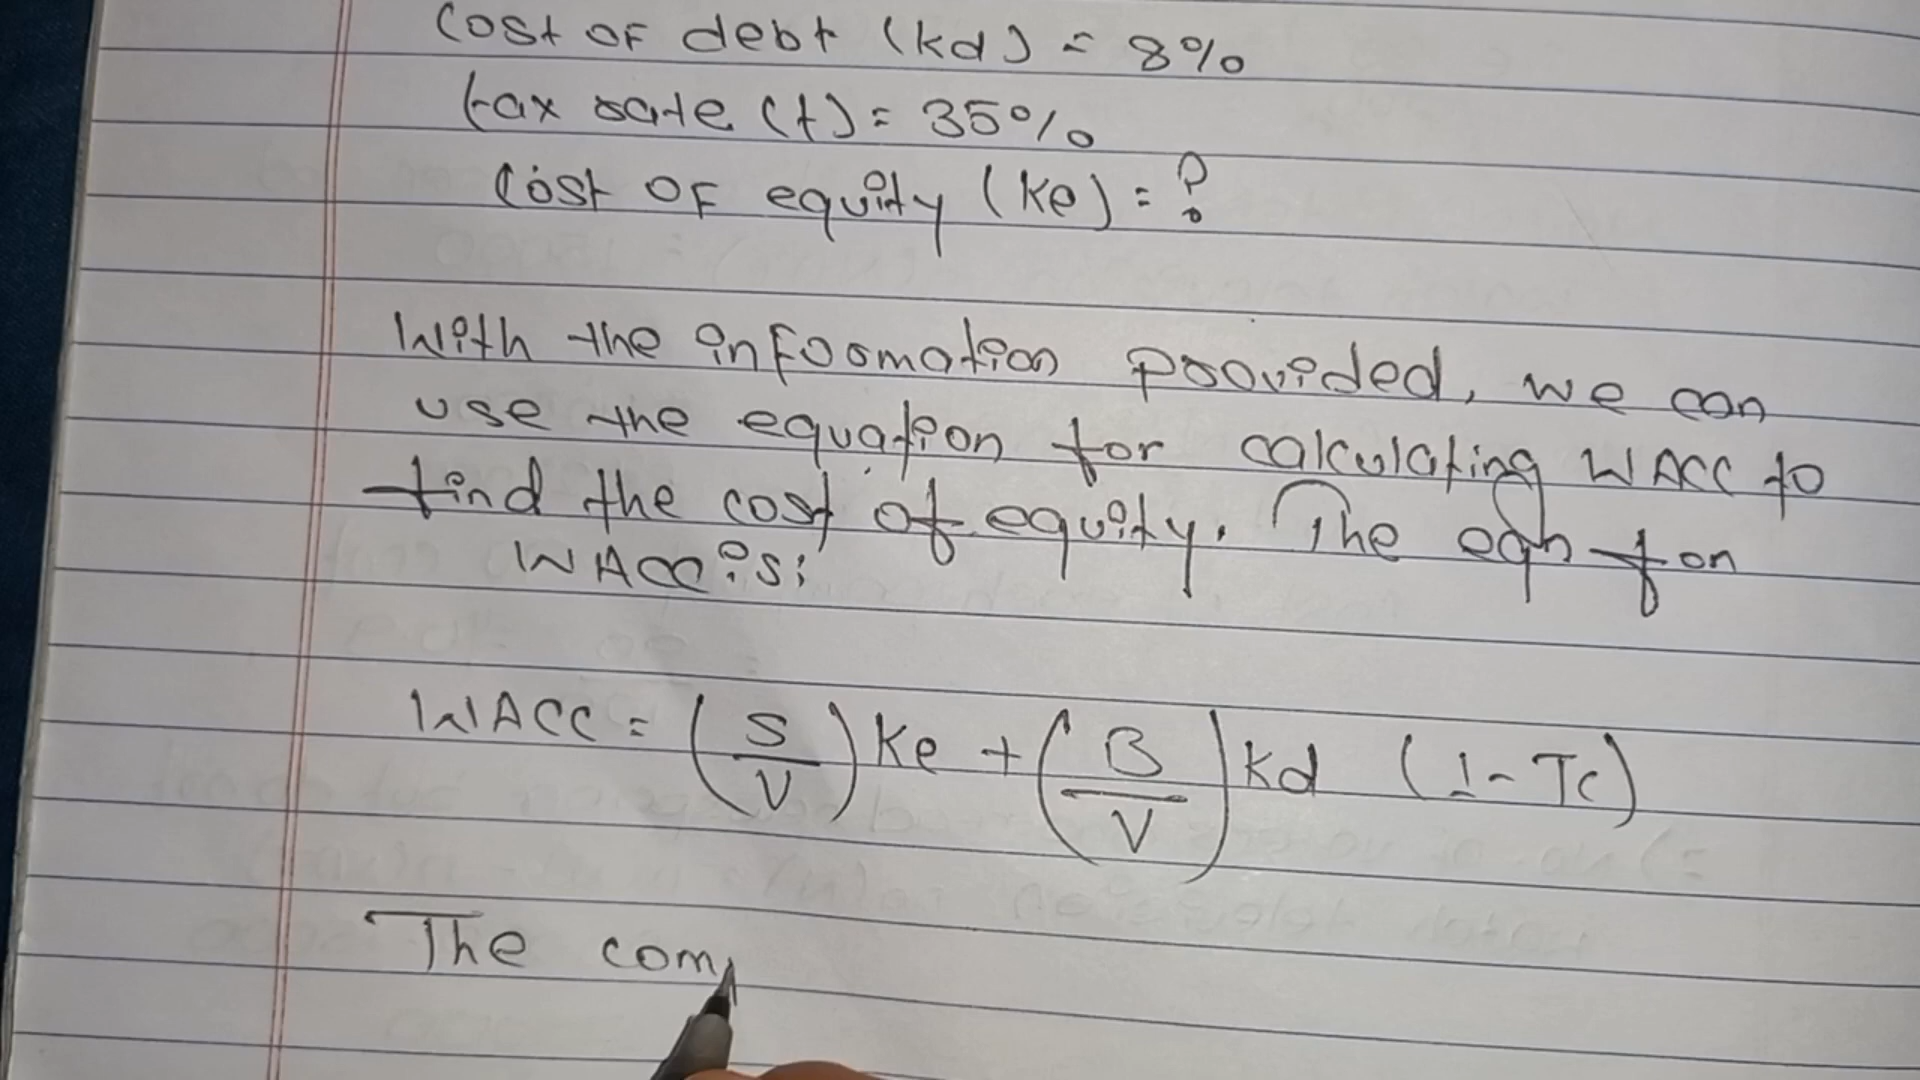 Cost of debt (kd) = 8%
tax rate (t) = 35%
Cost of equity (Ke) = ?
With the information provided, we can
use the equation for calculating WACC to
find the cost of equity. The eqn for
WACC is:
WACC = (S/V) Ke + (B/V) kd (1 - Tc)
The com